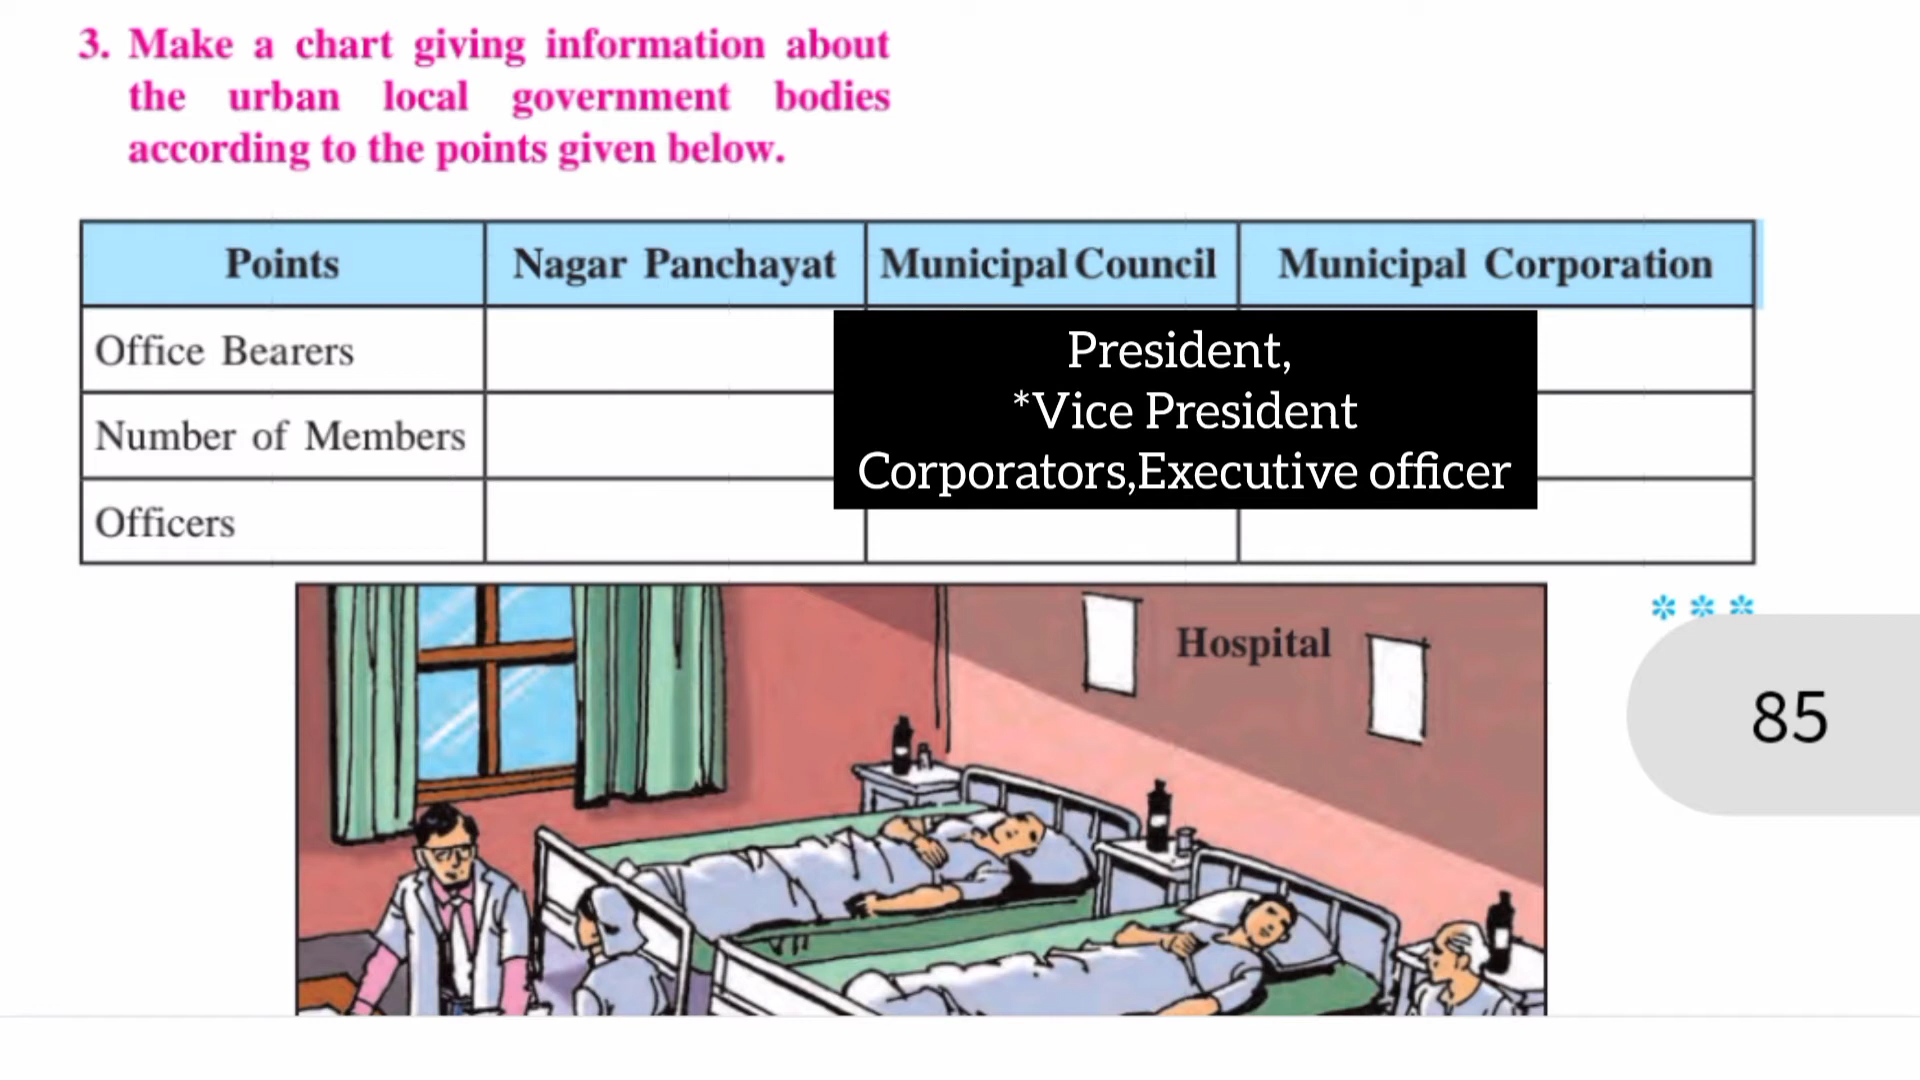 3. Make a chart giving information about
the urban local government bodies
according to the points given below.
Points Nagar Panchayat Municipal Council Municipal Corporation
Office Bearers
Number of Members
Officers
President,
*Vice President
Corporators,Executive officer
* * *
Hospital
85